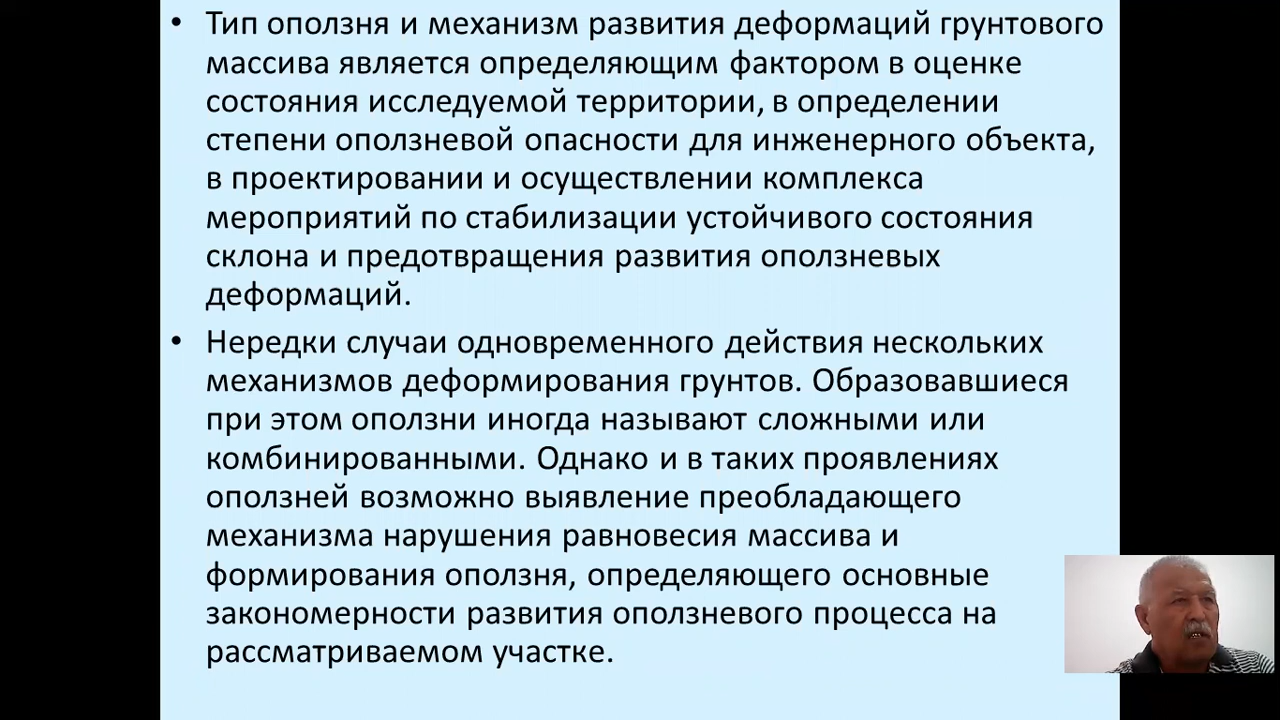 • Тип оползня и механизм развития деформаций грунтового
массива является определяющим фактором в оценке
состояния исследуемой территории, в определении
степени оползневой опасности для инженерного объекта,
в проектировании и осуществлении комплекса
мероприятий по стабилизации устойчивого состояния
склона и предотвращения развития оползневых
деформаций.
• Нередки случаи одновременного действия нескольких
механизмов деформирования грунтов. Образовавшиеся
при этом оползни иногда называют сложными или
комбинированными. Однако и в таких проявлениях
оползней возможно выявление преобладающего
механизма нарушения равновесия массива и
формирования оползня, определяющего основные
закономерности развития оползневого процесса на
рассматриваемом участке.